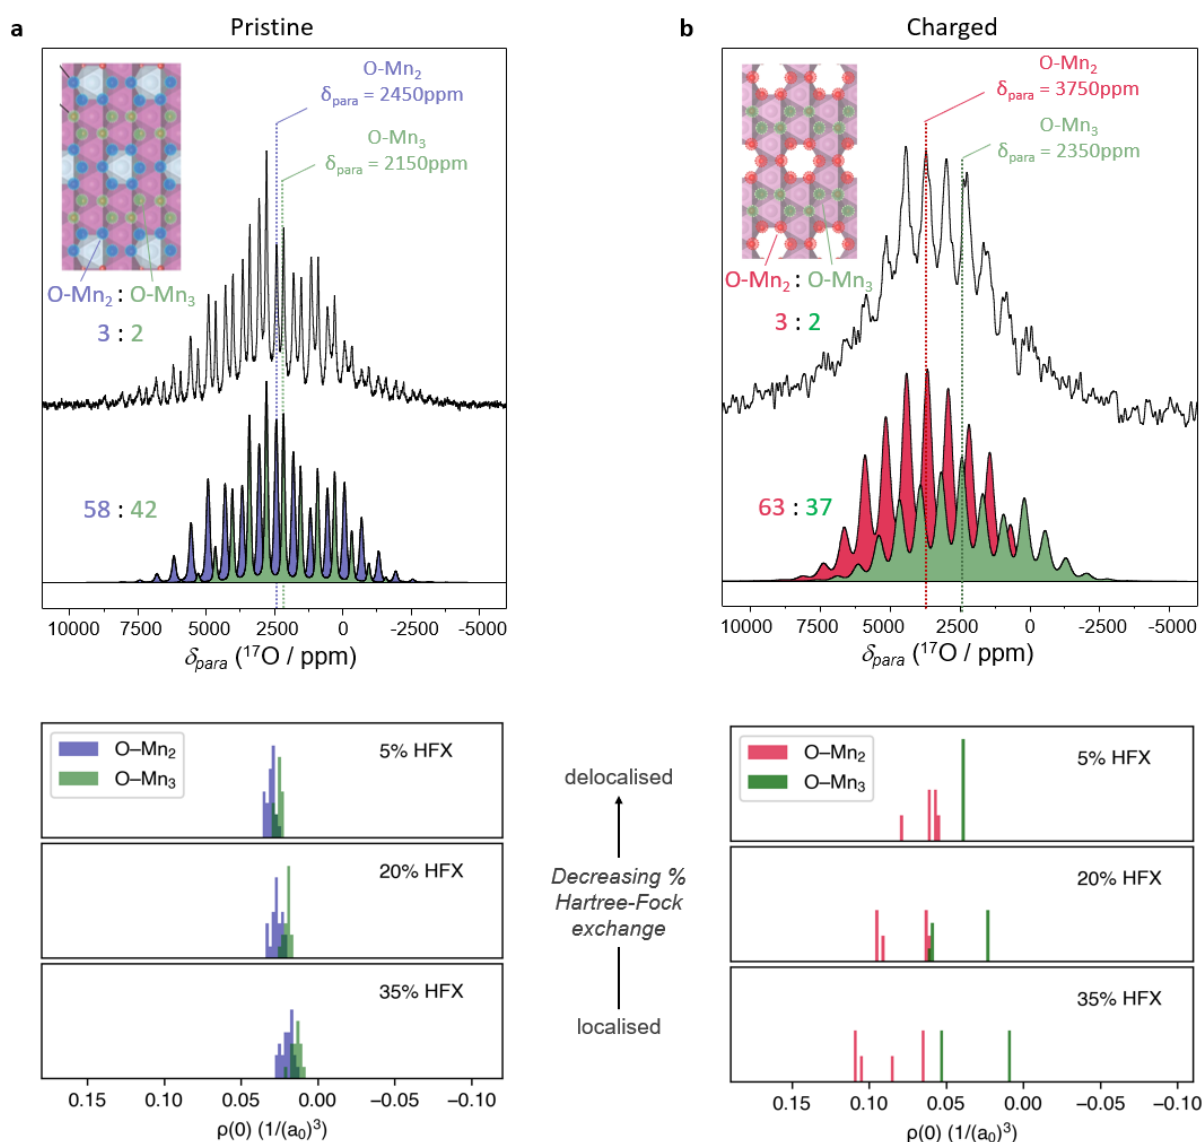 a
Pristine
O-Mn₂
δpara = 2450ppm
O-Mn₃
δpara = 2150ppm
O-Mn₂ : O-Mn₃
3 : 2
58 : 42
10000 7500 5000 2500 0 -2500 -5000
δpara (¹⁷O / ppm)
b
Charged
O-Mn₂
δpara = 3750ppm
O-Mn₃
δpara = 2350ppm
O-Mn₂ : O-Mn₃
3 : 2
63 : 37
10000 7500 5000 2500 0 -2500 -5000
δpara (¹⁷O / ppm)
O–Mn₂
O–Mn₃
5% HFX
20% HFX
35% HFX
0.15 0.10 0.05 0.00 −0.05 −0.10
ρ(0) (1/(a₀)³)
delocalised
Decreasing %
Hartree-Fock
exchange
localised
O–Mn₂
O–Mn₃
5% HFX
20% HFX
35% HFX
0.15 0.10 0.05 0.00 −0.05 −0.10
ρ(0) (1/(a₀)³)